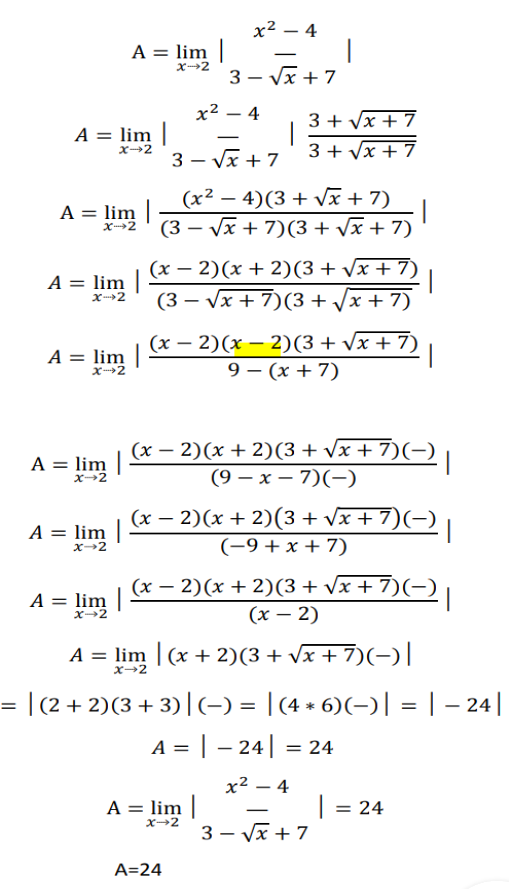 A = lim x→2 | x² − 4 / 3 − √x + 7 |
A = lim x→2 | x² − 4 / 3 − √x + 7 | 3 + √(x + 7) / 3 + √(x + 7)
A = lim x→2 | (x² − 4)(3 + √x + 7) / (3 − √x + 7)(3 + √x + 7) |
A = lim x→2 | (x − 2)(x + 2)(3 + √(x + 7)) / (3 − √(x + 7))(3 + √(x + 7)) |
A = lim x→2 | (x − 2)(x − 2)(3 + √(x + 7)) / 9 − (x + 7) |
A = lim x→2 | (x − 2)(x + 2)(3 + √(x + 7))(−) / (9 − x − 7)(−) |
A = lim x→2 | (x − 2)(x + 2)(3 + √(x + 7))(−) / (−9 + x + 7) |
A = lim x→2 | (x − 2)(x + 2)(3 + √(x + 7))(−) / (x − 2) |
A = lim x→2 |(x + 2)(3 + √(x + 7))(−)|
= |(2 + 2)(3 + 3)|(−) = |(4 ∗ 6)(−)| = | − 24|
A = | − 24| = 24
A = lim x→2 | x² − 4 / 3 − √x + 7 | = 24
A=24